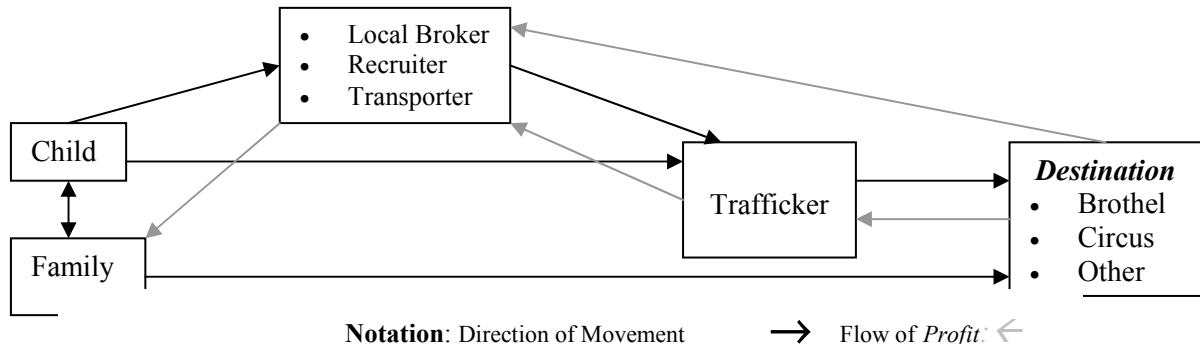 • Local Broker
• Recruiter
• Transporter
Child
Trafficker
Family
Destination
• Brothel
• Circus
• Other
Notation: Direction of Movement → Flow of Profit: ←